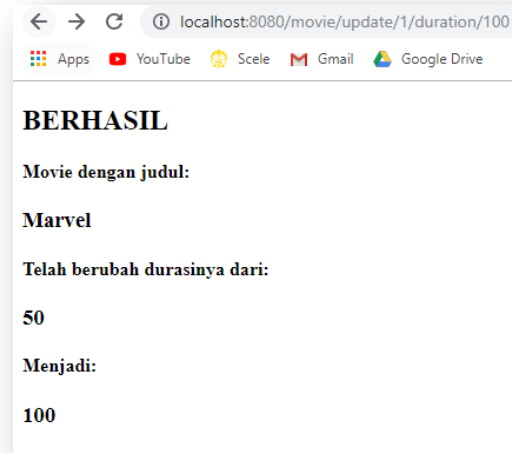 localhost:8080/movie/update/1/duration/100
Apps YouTube Scele Gmail Google Drive
BERHASIL
Movie dengan judul:
Marvel
Telah berubah durasinya dari:
50
Menjadi:
100